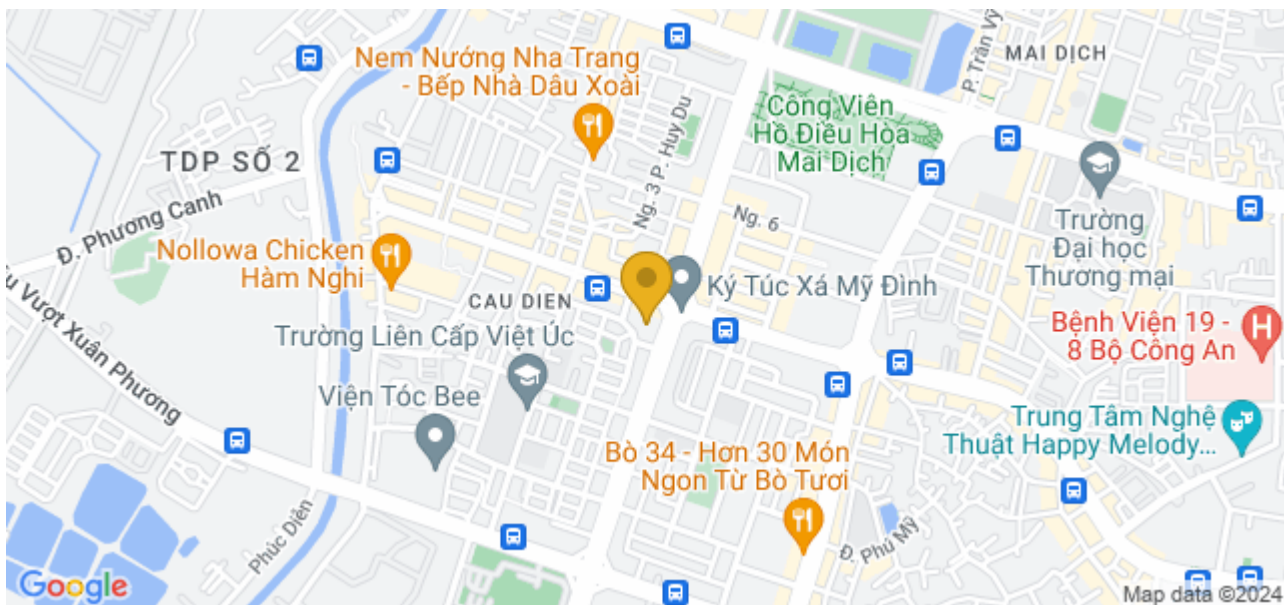 Nem Nướng Nha Trang
- Bếp Nhà Dâu Xoài
MAI DỊCH
P. Trần Vỹ
Công Viên
Hồ Điều Hòa
Mai Dịch
Ng. 3 P. Huy Du
TDP SỐ 2
Đ. Phương Canh
Ng. 6
Trường
Đại học
Thương mại
Nollowa Chicken
Hàm Nghi
CAU DIEN
Ký Túc Xá Mỹ Đình
Trường Liên Cấp Việt Úc
Bệnh Viện 19 -
8 Bộ Công An
H
u Vượt Xuân Phương
Viện Tóc Bee
Trung Tâm Nghệ
Thuật Happy Melody...
Bò 34 - Hơn 30 Món
Ngon Từ Bò Tươi
Phúc Diễn
Đ. Phú Mỹ
Google
Map data ©2024